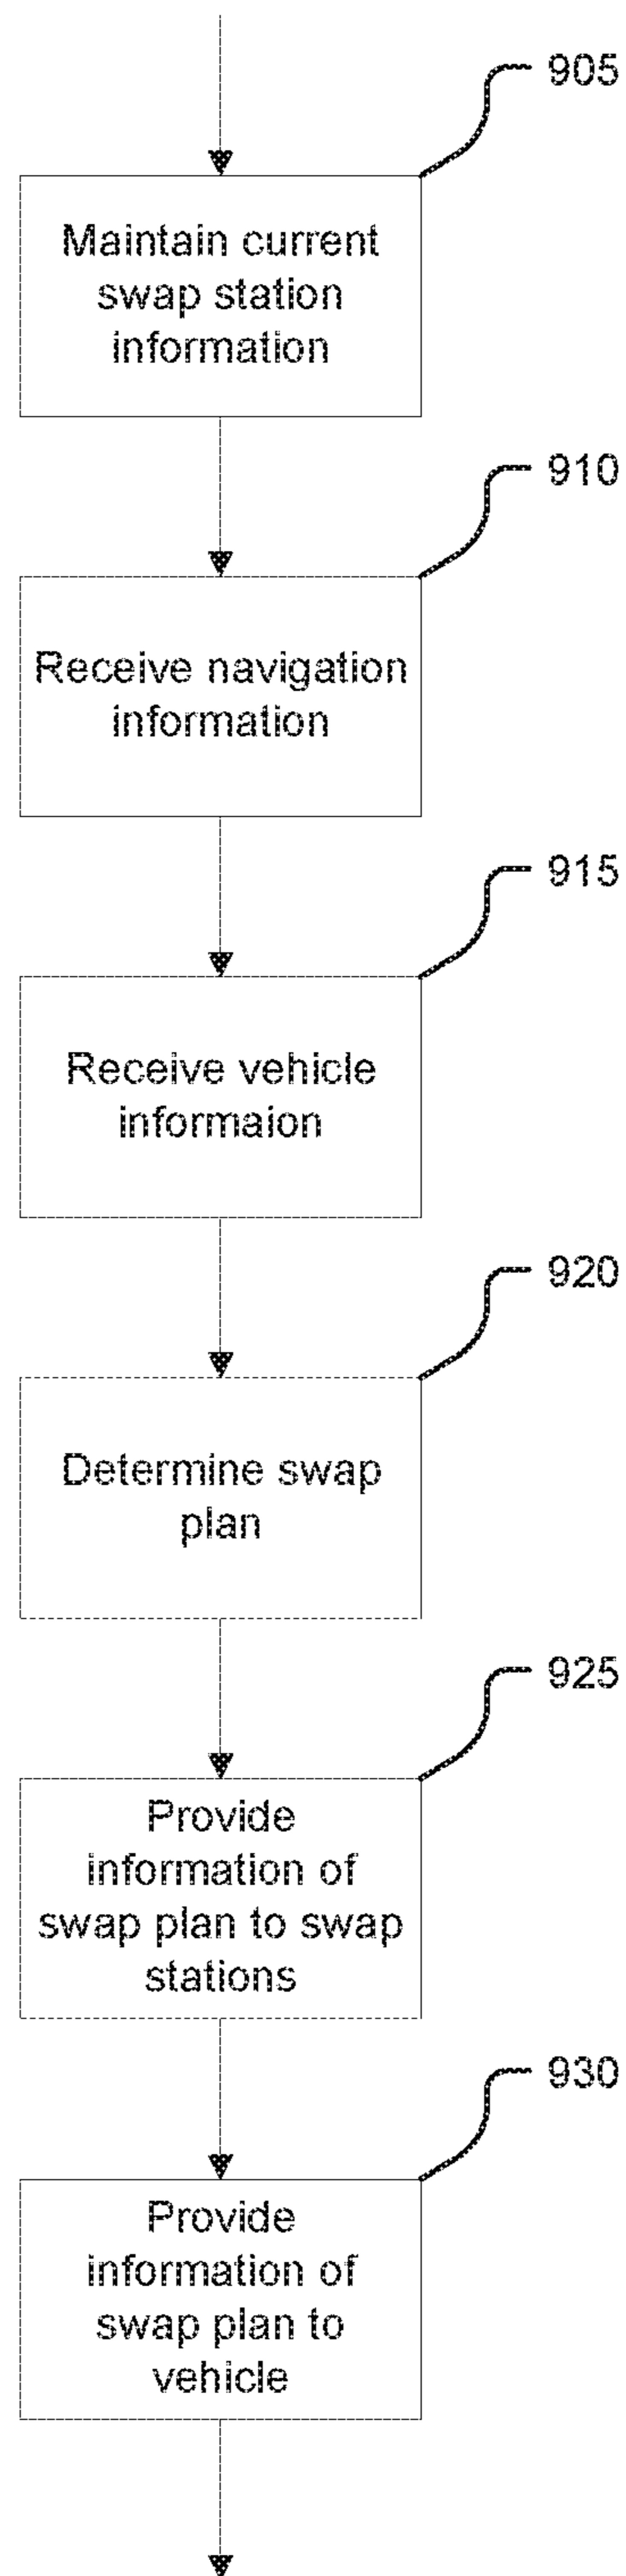 905
Maintain current
swap station
information
910
Receive navigation
information
915
Receive vehicle
informaion
920
Determine swap
plan
925
Provide
information of
swap plan to swap
stations
930
Provide
information of
swap plan to
vehicle